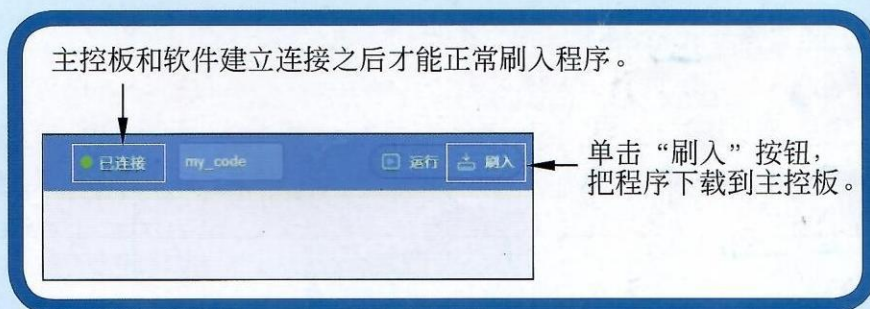 主控板和软件建立连接之后才能正常刷入程序。
已连接
my_code
运行
刷入
单击“刷入”按钮，
把程序下载到主控板。